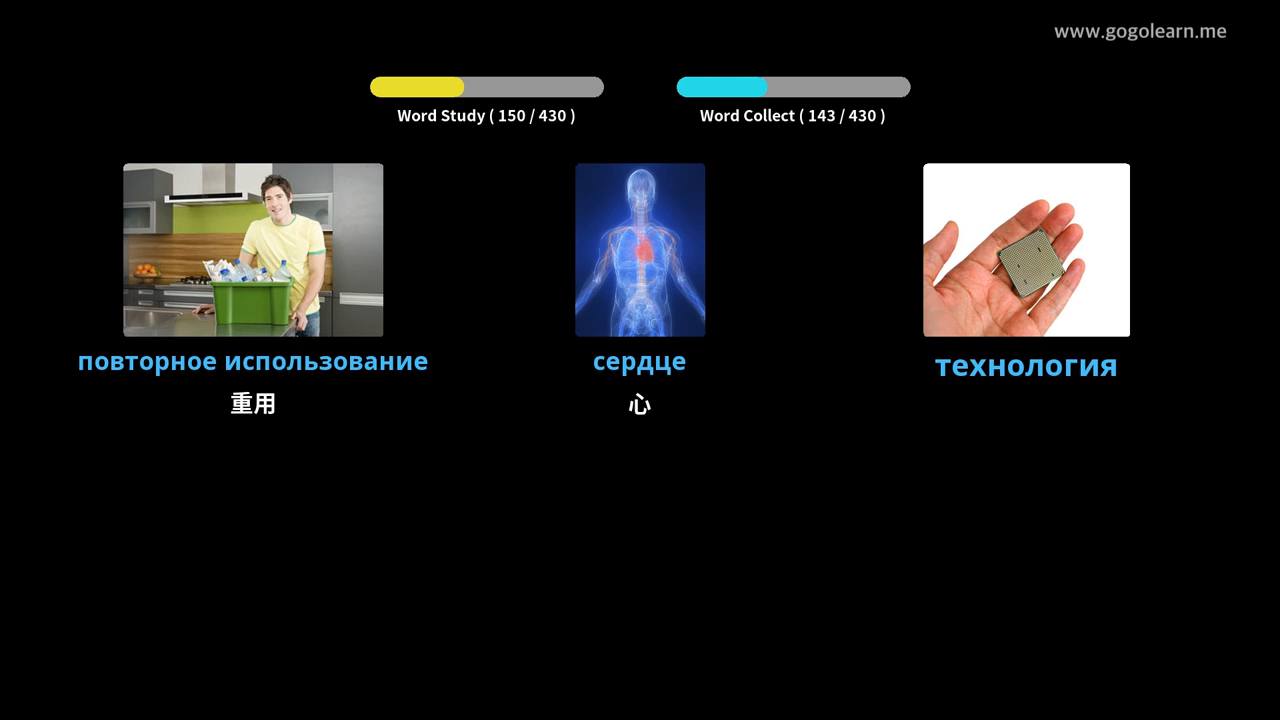 www.gogolearn.me
Word Study ( 150 / 430 )
Word Collect ( 143 / 430 )
повторное использование
重用
сердце
心
технология